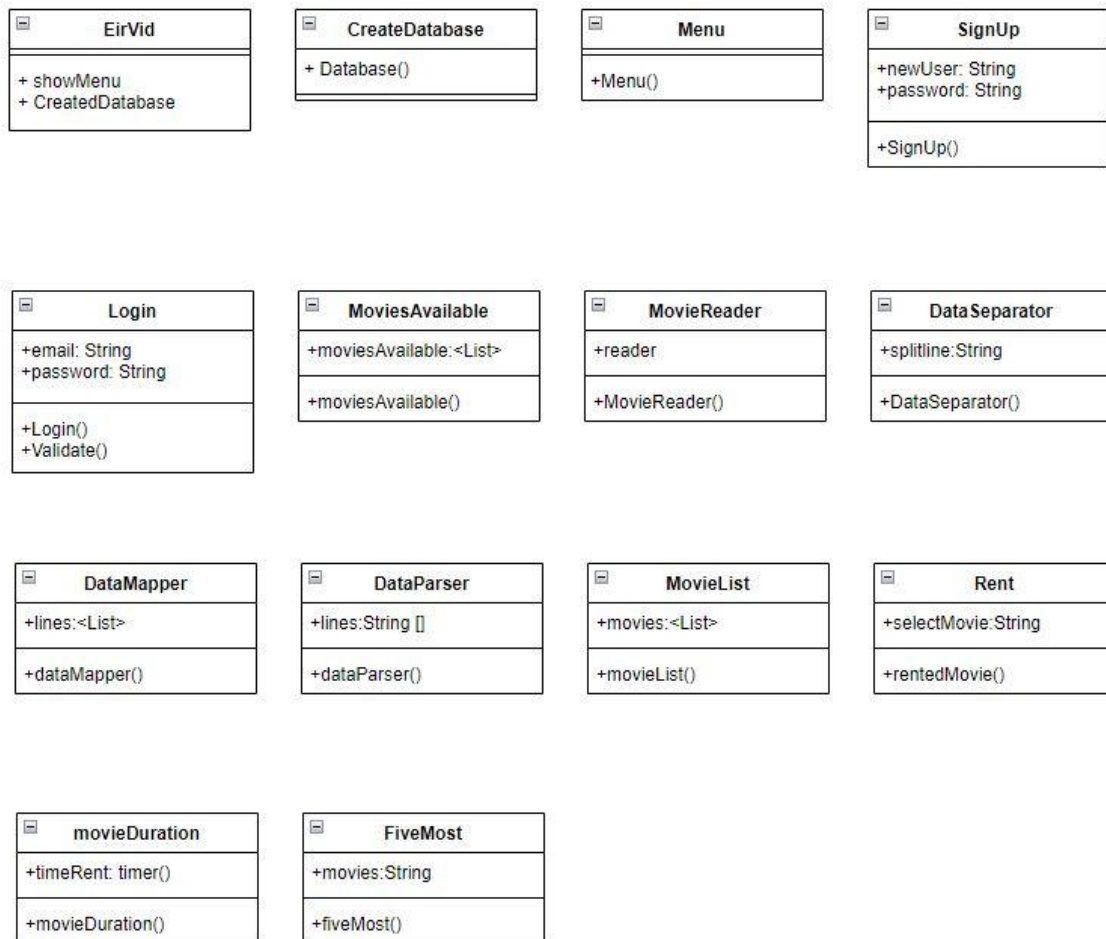 EirVid
+ showMenu
+ CreatedDatabase
CreateDatabase
+ Database()
Menu
+Menu()
SignUp
+newUser: String
+password: String
+SignUp()
Login
+email: String
+password: String
+Login()
+Validate()
MoviesAvailable
+moviesAvailable:<List>
+moviesAvailable()
MovieReader
+reader
+MovieReader()
DataSeparator
+splitline:String
+DataSeparator()
DataMapper
+lines:<List>
+dataMapper()
DataParser
+lines:String []
+dataParser()
MovieList
+movies:<List>
+movieList()
Rent
+selectMovie:String
+rentedMovie()
movieDuration
+timeRent: timer()
+movieDuration()
FiveMost
+movies:String
+fiveMost()